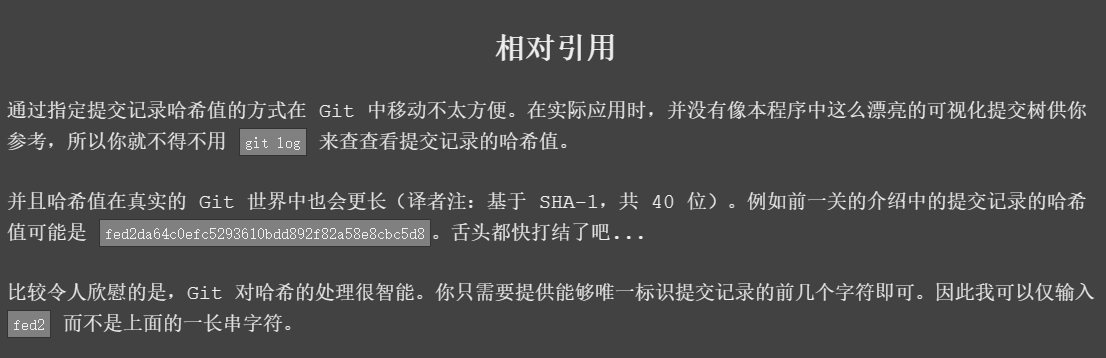 相对引用
通过指定提交记录哈希值的方式在 Git 中移动不太方便。在实际应用时，并没有像本程序中这么漂亮的可视化提交树供你
参考，所以你就不得不用 git log 来查查看提交记录的哈希值。
并且哈希值在真实的 Git 世界中也会更长（译者注：基于 SHA-1，共 40 位）。例如前一关的介绍中的提交记录的哈希
值可能是 fed2da64c0efc5293610bdd892f82a58e8cbc5d8。舌头都快打结了吧...
比较令人欣慰的是，Git 对哈希的处理很智能。你只需要提供能够唯一标识提交记录的前几个字符即可。因此我可以仅输入
fed2 而不是上面的一长串字符。